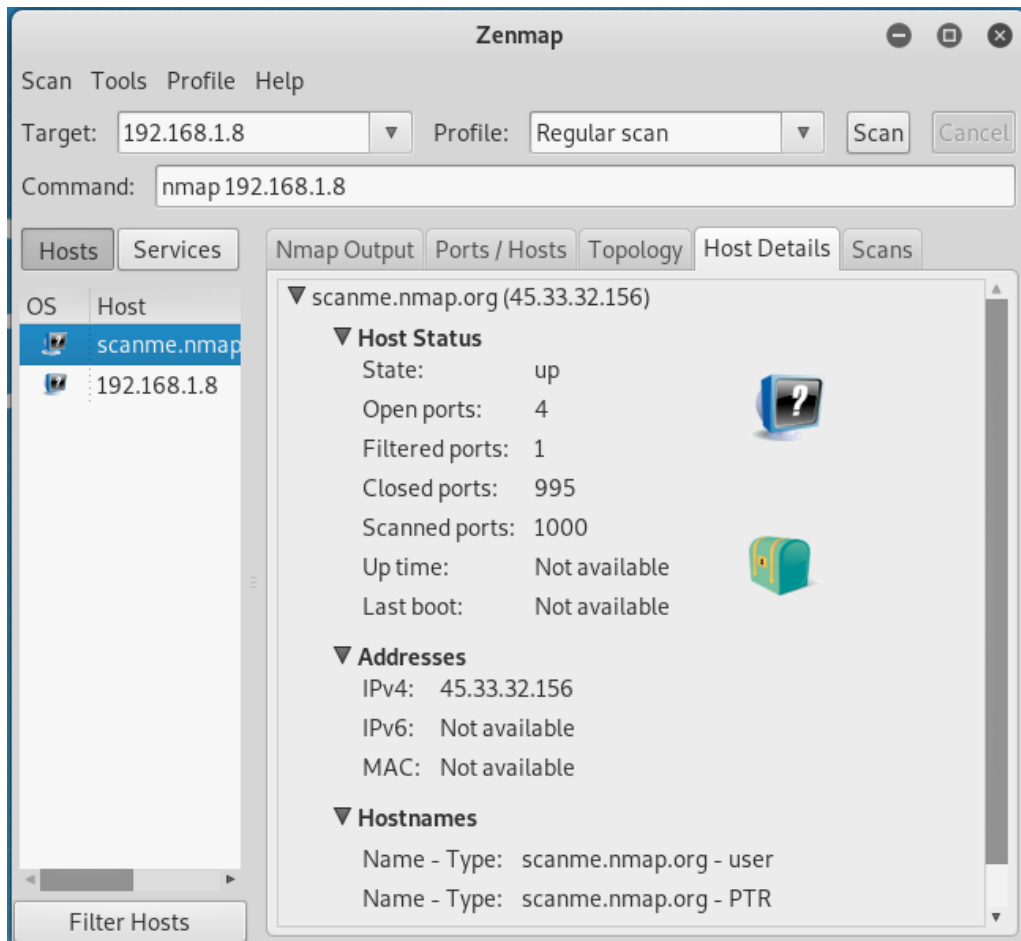 Zenmap
Scan Tools Profile Help
Target: 192.168.1.8 Profile: Regular scan Scan Cancel
Command: nmap 192.168.1.8
Hosts Services Nmap Output Ports / Hosts Topology Host Details Scans
OS Host
scanme.nmap
192.168.1.8
scanme.nmap.org (45.33.32.156)
Host Status
State: up
Open ports: 4
Filtered ports: 1
Closed ports: 995
Scanned ports: 1000
Up time: Not available
Last boot: Not available
Addresses
IPv4: 45.33.32.156
IPv6: Not available
MAC: Not available
Hostnames
Name - Type: scanme.nmap.org - user
Name - Type: scanme.nmap.org - PTR
Filter Hosts